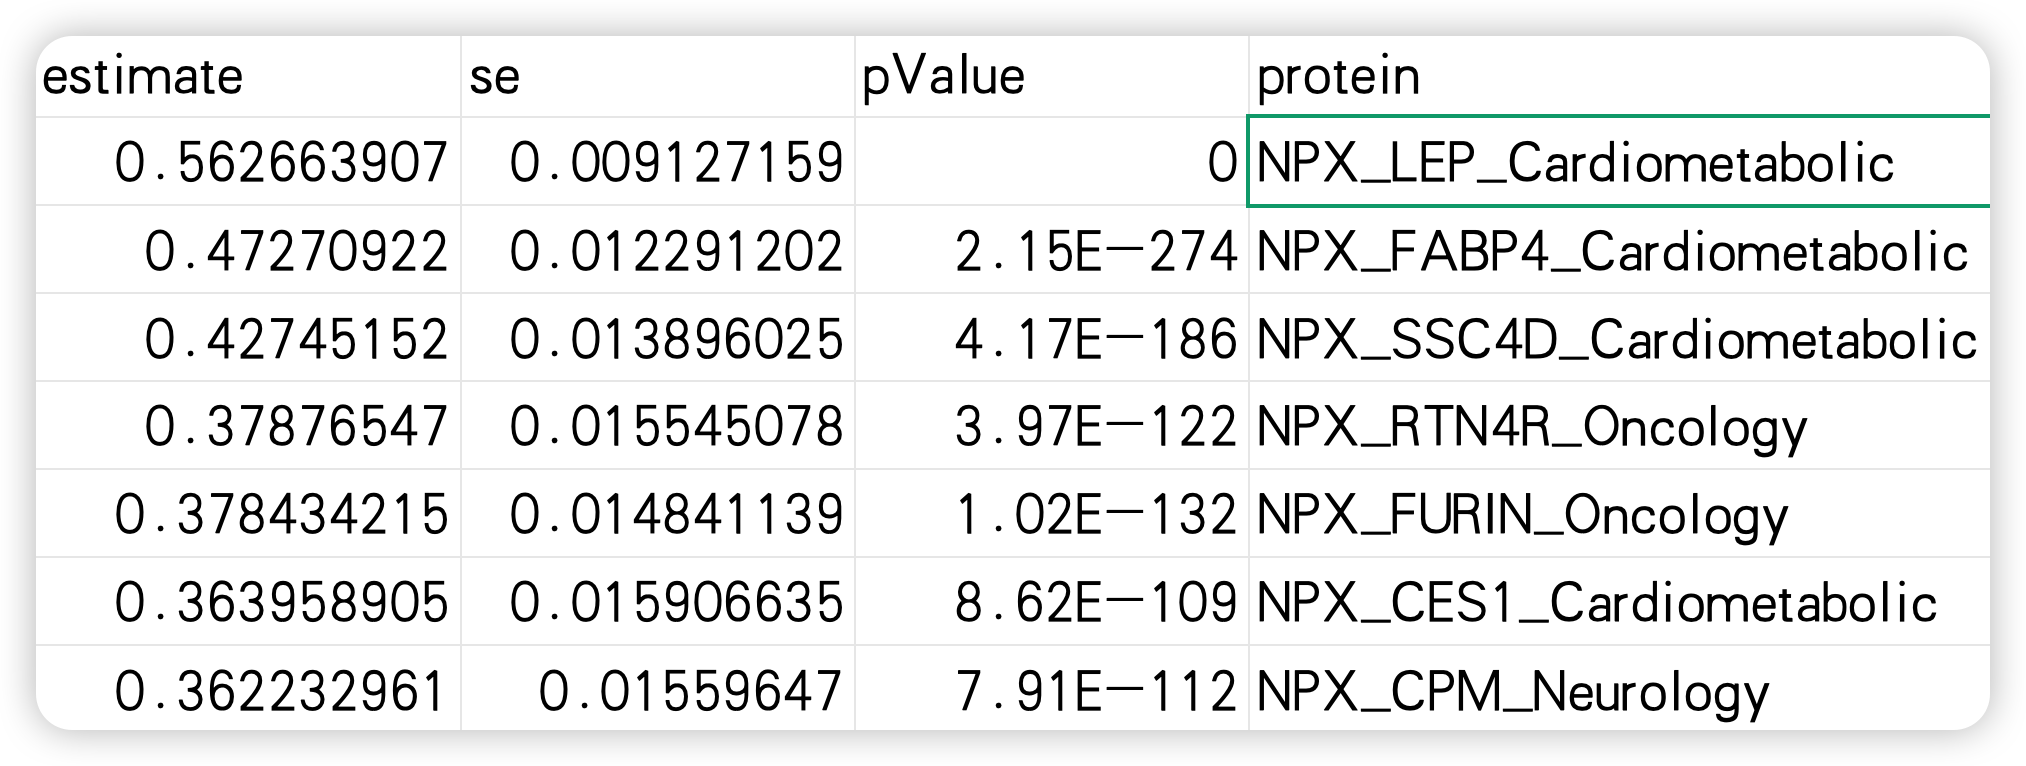 estimate se pValue protein
0.562663907 0.009127159 0 NPX_LEP_Cardiometabolic
0.47270922 0.012291202 2.15E-274 NPX_FABP4_Cardiometabolic
0.42745152 0.013896025 4.17E-186 NPX_SSC4D_Cardiometabolic
0.37876547 0.015545078 3.97E-122 NPX_RTN4R_Oncology
0.378434215 0.014841139 1.02E-132 NPX_FURIN_Oncology
0.363958905 0.015906635 8.62E-109 NPX_CES1_Cardiometabolic
0.362232961 0.01559647 7.91E-112 NPX_CPM_Neurology